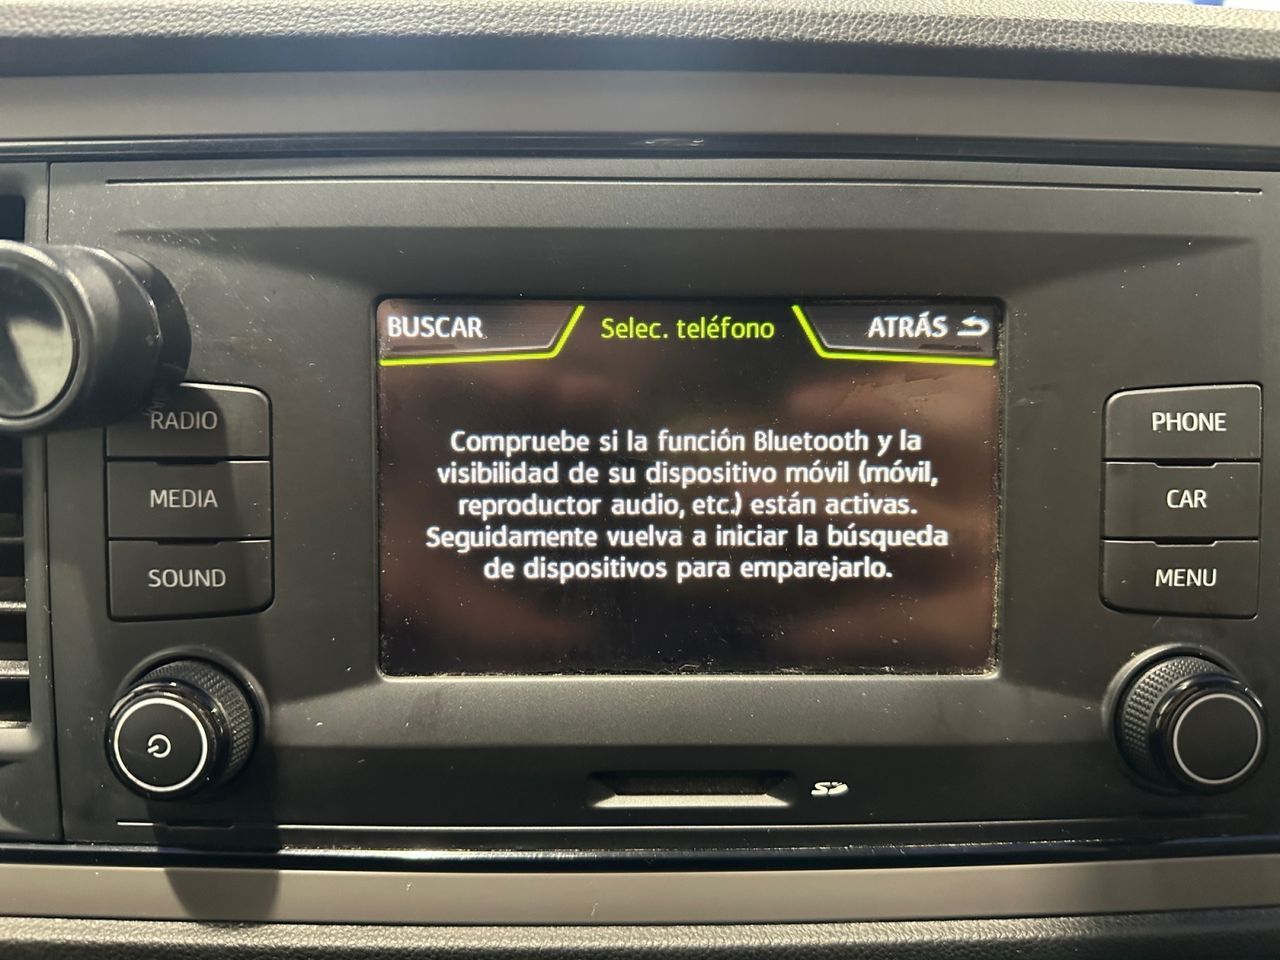 BUSCAR
Selec. teléfono
ATRÁS
RADIO
MEDIA
SOUND
Compruebe si la función Bluetooth y la
visibilidad de su dispositivo móvil (móvil,
reproductor audio, etc.) están activas.
Seguidamente vuelva a iniciar la búsqueda
de dispositivos para emparejarlo.
PHONE
CAR
MENU
SD